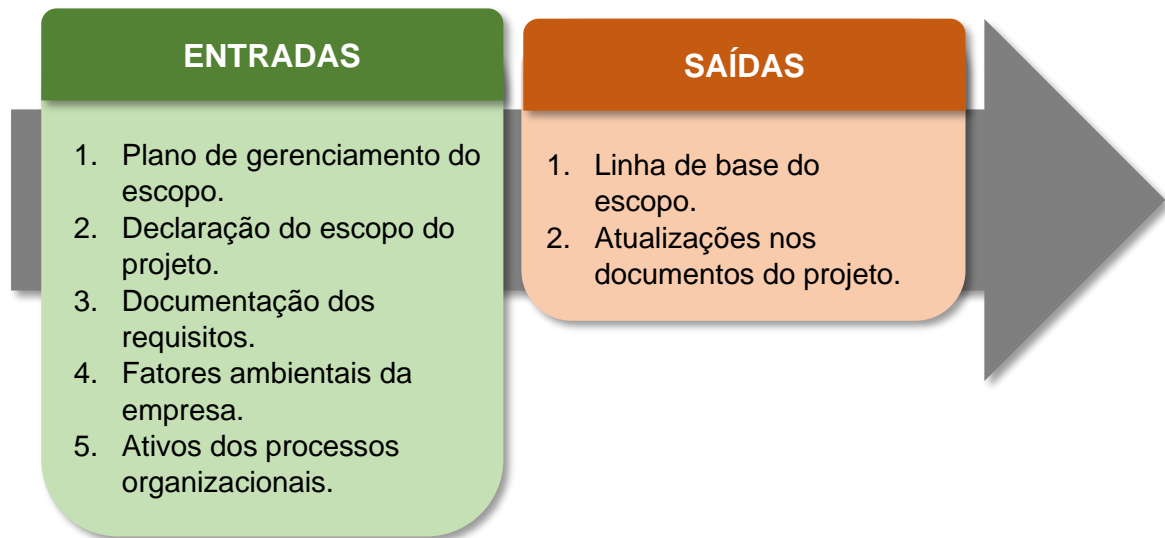 ENTRADAS
1. Plano de gerenciamento do
escopo.
2. Declaração do escopo do
projeto.
3. Documentação dos
requisitos.
4. Fatores ambientais da
empresa.
5. Ativos dos processos
organizacionais.
SAÍDAS
1. Linha de base do
escopo.
2. Atualizações nos
documentos do projeto.